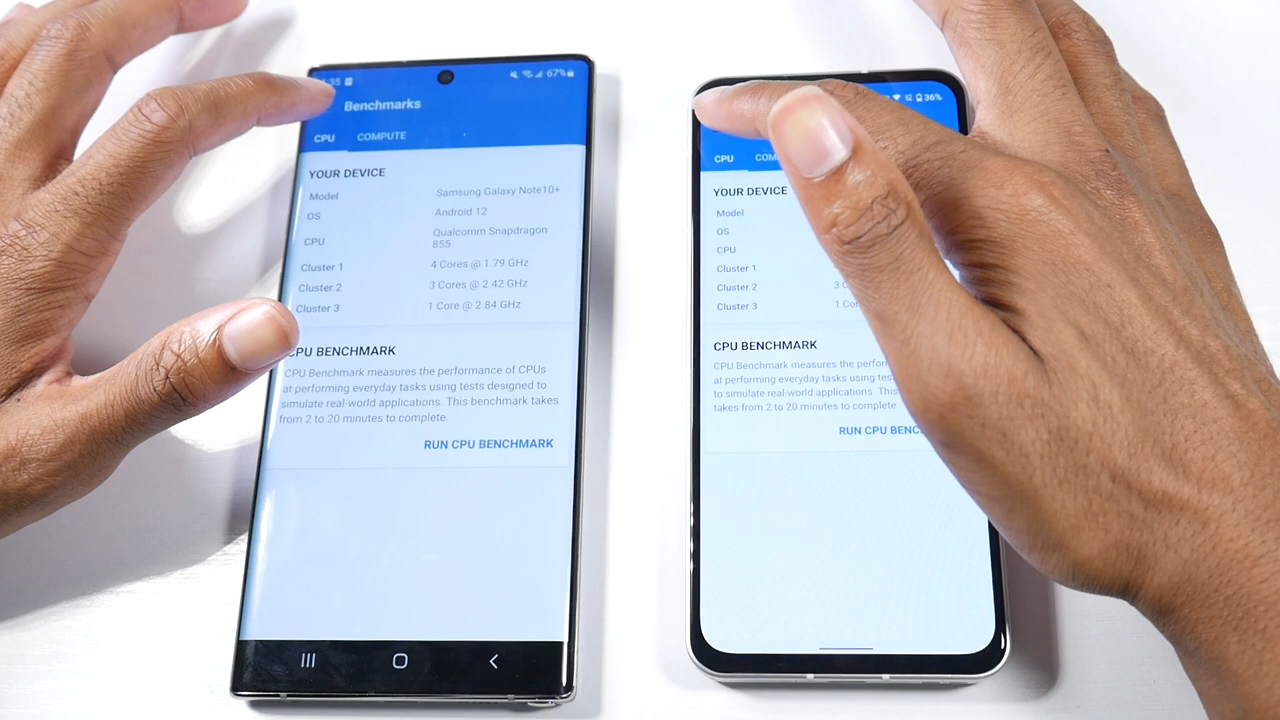 67%
Benchmarks
CPU COMPUTE
YOUR DEVICE
Model Samsung Galaxy Note10+
OS Android 12
CPU Qualcomm Snapdragon
855
Cluster 1 4 Cores @ 1.79 GHz
Cluster 2 3 Cores @ 2.42 GHz
Cluster 3 1 Core @ 2.84 GHz
CPU BENCHMARK
CPU Benchmark measures the performance of CPUs
at performing everyday tasks using tests designed to
simulate real-world applications. This benchmark takes
from 2 to 20 minutes to complete.
RUN CPU BENCHMARK
36%
CPU
YOUR DEVICE
Model
OS
CPU
Cluster 1
Cluster 2 3
Cluster 3 1
CPU BENCHMARK
CPU Benchmark measures the
at performing everyday tasks using
to simulate real-world applications.
takes from 2 to 20 minutes to complete
RUN CPU